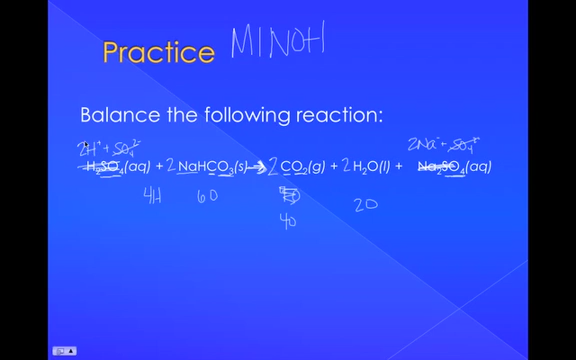 Practice MINOH
Balance the following reaction:
2H⁺ + SO₄²⁻ 2Na⁺ + SO₄²⁻
H₂SO₄(aq) + 2 NaHCO₃(s) → 2 CO₂(g) + 2 H₂O(l) + Na₂SO₄(aq)
4H 6O 2O
4O